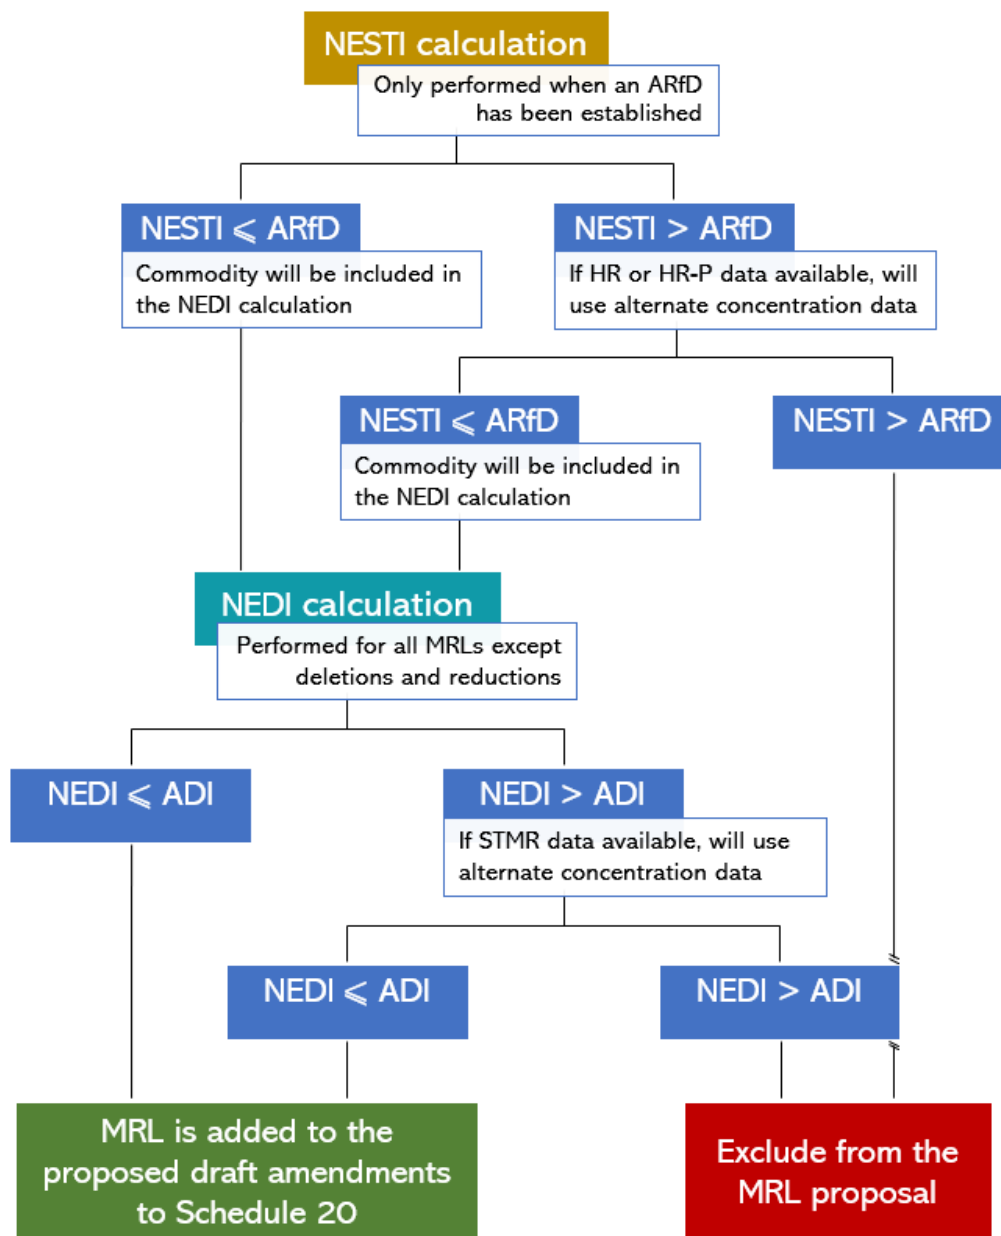 NESTI calculation
Only performed when an ARfD
has been established
NESTI ⩽ ARfD
Commodity will be included in
the NEDI calculation
NESTI > ARfD
If HR or HR-P data available, will
use alternate concentration data
NESTI ⩽ ARfD
Commodity will be included in
the NEDI calculation
NESTI > ARfD
NEDI calculation
Performed for all MRLs except
deletions and reductions
NEDI ⩽ ADI
NEDI > ADI
If STMR data available, will use
alternate concentration data
NEDI ⩽ ADI
NEDI > ADI
MRL is added to the
proposed draft amendments
to Schedule 20
Exclude from the
MRL proposal